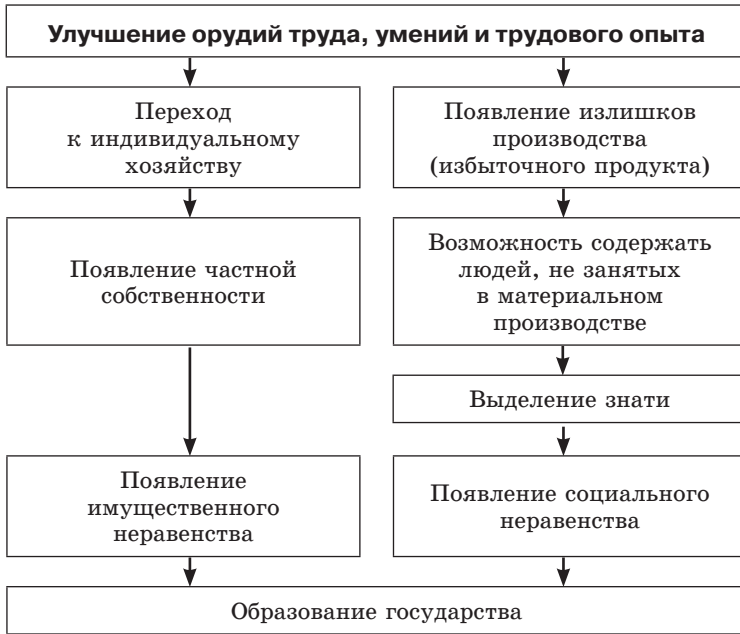 Улучшение орудий труда, умений и трудового опыта
Переход
к индивидуальному
хозяйству
Появление излишков
производства
(избыточного продукта)
Появление частной
собственности
Возможность содержать
людей, не занятых
в материальном
производстве
Выделение знати
Появление
имущественного
неравенства
Появление социального
неравенства
Образование государства